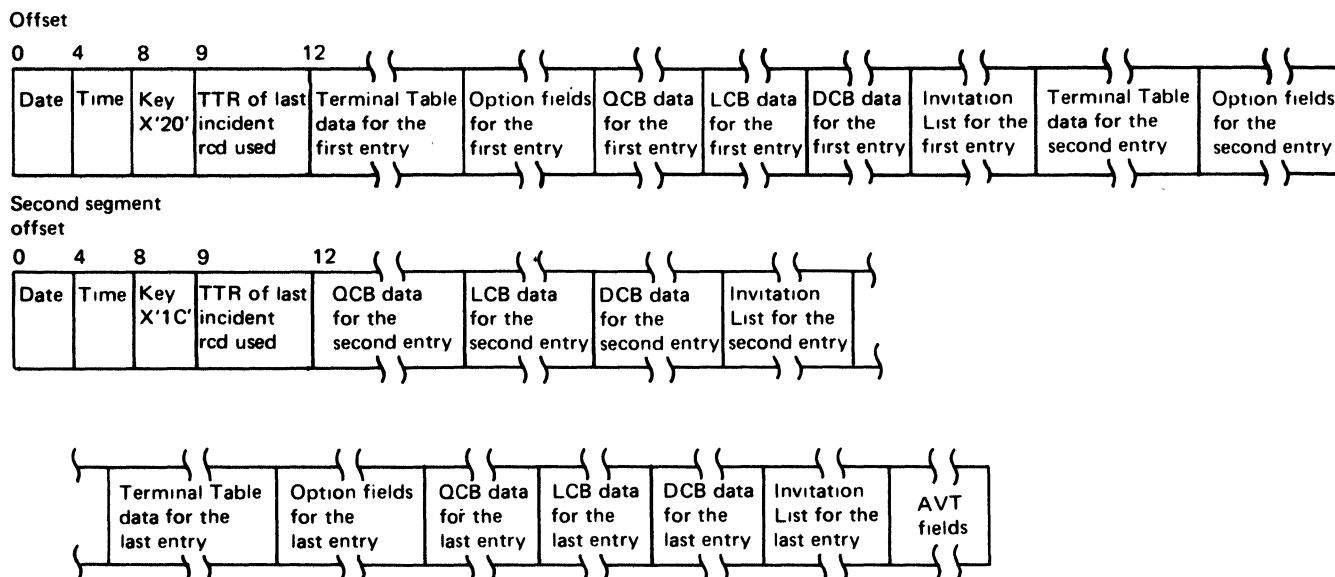 Offset
0 4 8 9 12
Date
Time
Key
X'20'
TTR of last
incident
rcd used
Terminal Table
data for the
first entry
Option fields
for the
first entry
QCB data
for the
first entry
LCB data
for the
first entry
DCB data
for the
first entry
Invitation
List for the
first entry
Terminal Table
data for the
second entry
Option fields
for the
second entry
Second segment
offset
0 4 8 9 12
Date
Time
Key
X'1C'
TTR of last
incident
rcd used
QCB data
for the
second entry
LCB data
for the
second entry
DCB data
for the
second entry
Invitation
List for the
second entry
Terminal Table
data for the
last entry
Option fields
for the
last entry
QCB data
for the
last entry
LCB data
for the
last entry
DCB data
for the
last entry
Invitation
List for the
last entry
AVT
fields